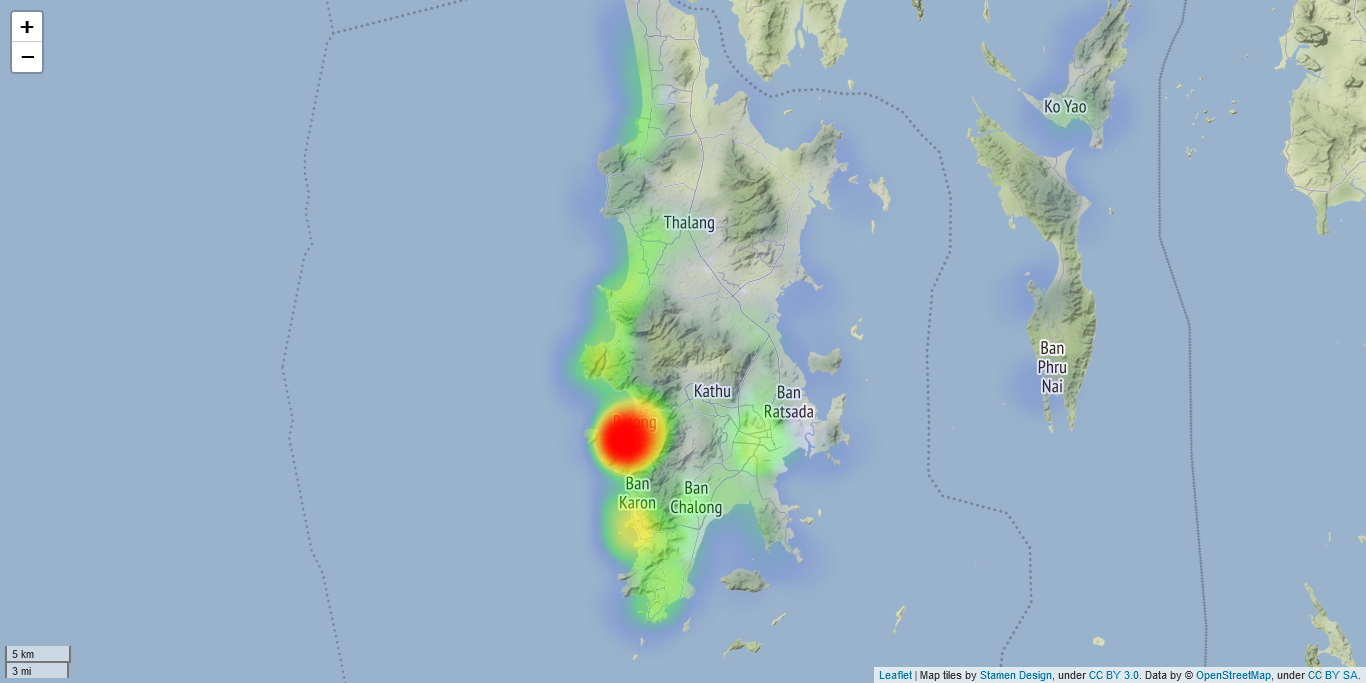 +
−
Ko Yao
Thalang
Ban
Phru
Nai
Kathu
Ban
Ratsada
Patong
Ban
Karon
Ban
Chalong
5 km
3 mi
Leaflet | Map tiles by Stamen Design, under CC BY 3.0. Data by © OpenStreetMap, under CC BY SA.